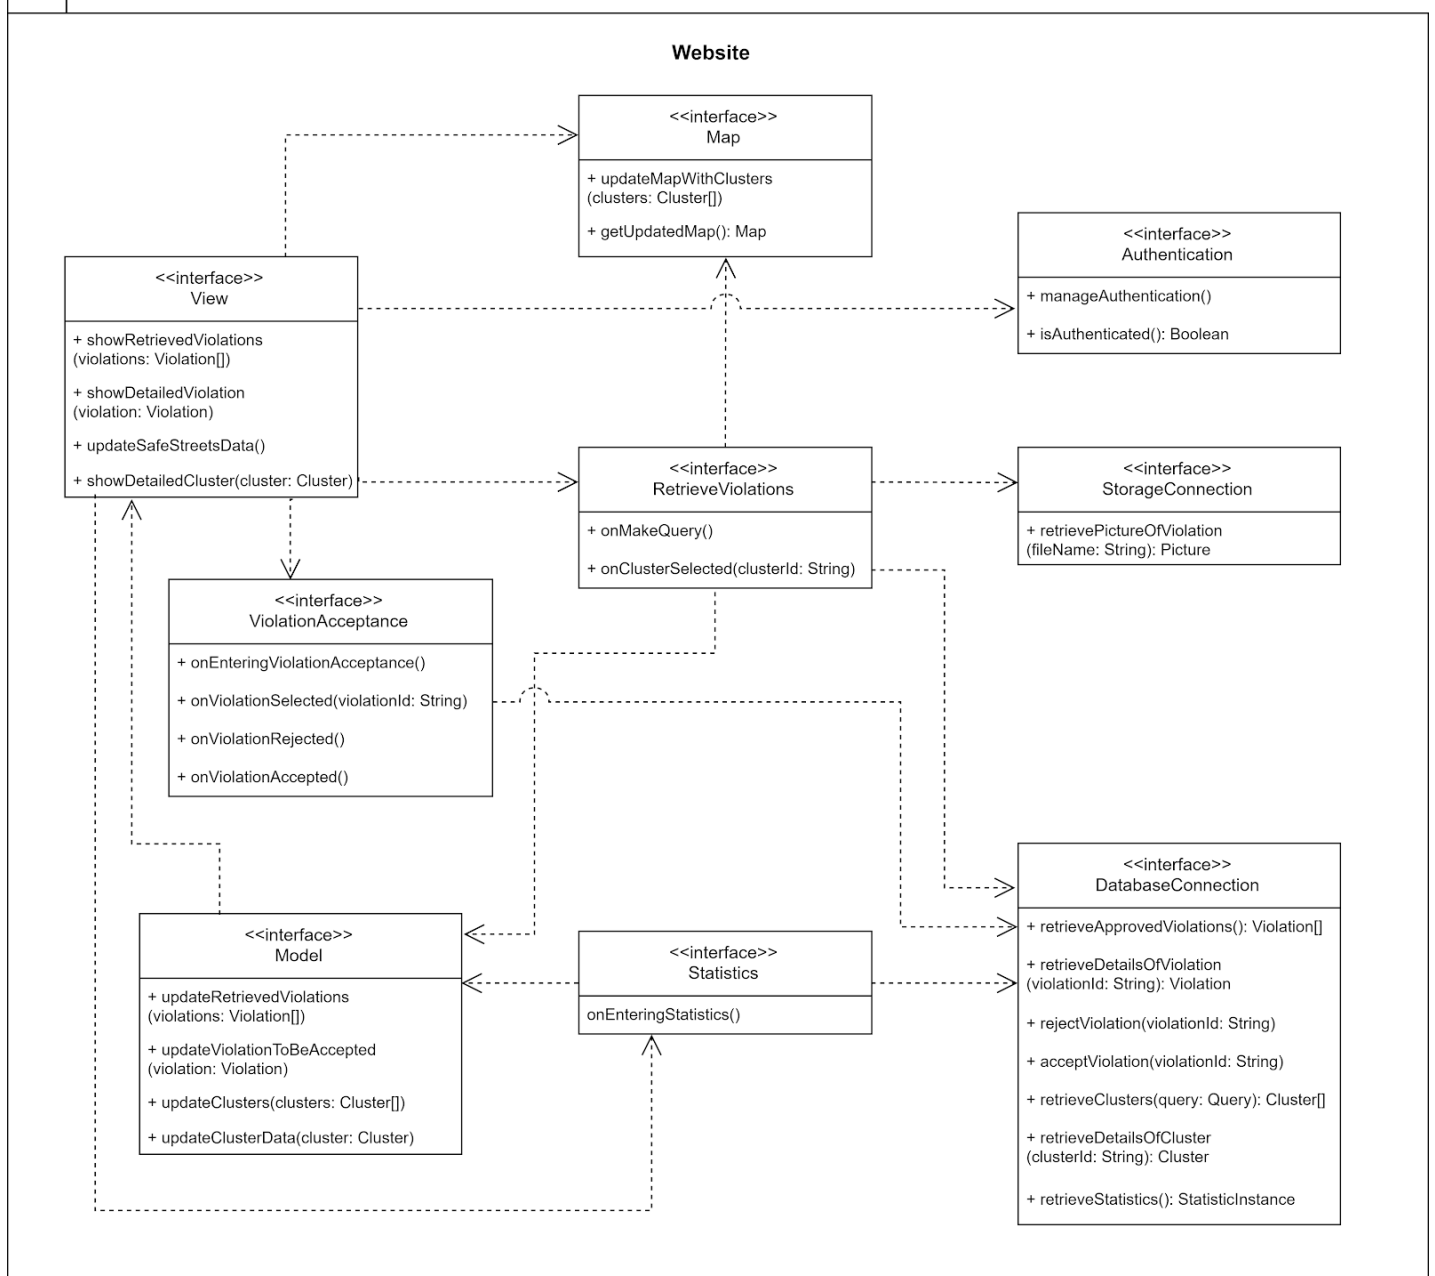 Website
<<interface>>
Map
+ updateMapWithClusters
(clusters: Cluster[])
+ getUpdatedMap(): Map
<<interface>>
Authentication
+ manageAuthentication()
+ isAuthenticated(): Boolean
<<interface>>
View
+ showRetrievedViolations
(violations: Violation[])
+ showDetailedViolation
(violation: Violation)
+ updateSafeStreetsData()
+ showDetailedCluster(cluster: Cluster)
<<interface>>
RetrieveViolations
+ onMakeQuery()
+ onClusterSelected(clusterId: String)
<<interface>>
StorageConnection
+ retrievePictureOfViolation
(fileName: String): Picture
<<interface>>
ViolationAcceptance
+ onEnteringViolationAcceptance()
+ onViolationSelected(violationId: String)
+ onViolationRejected()
+ onViolationAccepted()
<<interface>>
Model
+ updateRetrievedViolations
(violations: Violation[])
+ updateViolationToBeAccepted
(violation: Violation)
+ updateClusters(clusters: Cluster[])
+ updateClusterData(cluster: Cluster)
<<interface>>
Statistics
onEnteringStatistics()
<<interface>>
DatabaseConnection
+ retrieveApprovedViolations(): Violation[]
+ retrieveDetailsOfViolation
(violationId: String): Violation
+ rejectViolation(violationId: String)
+ acceptViolation(violationId: String)
+ retrieveClusters(query: Query): Cluster[]
+ retrieveDetailsOfCluster
(clusterId: String): Cluster
+ retrieveStatistics(): StatisticInstance